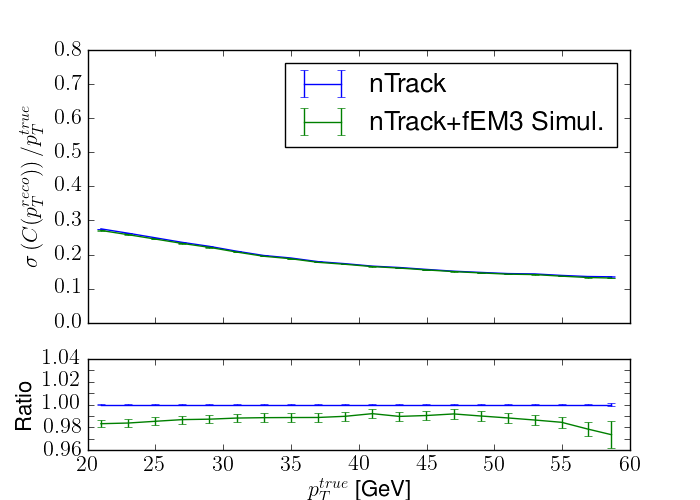 0.8
0.7
0.6
0.5
0.4
0.3
0.2
0.1
0.0
σ (C(p_T^{reco})) / p_T^{true}
nTrack
nTrack+fEM3 Simul.
1.04
1.02
1.00
0.98
0.96
Ratio
20 25 30 35 40 45 50 55 60
p_T^{true} [GeV]